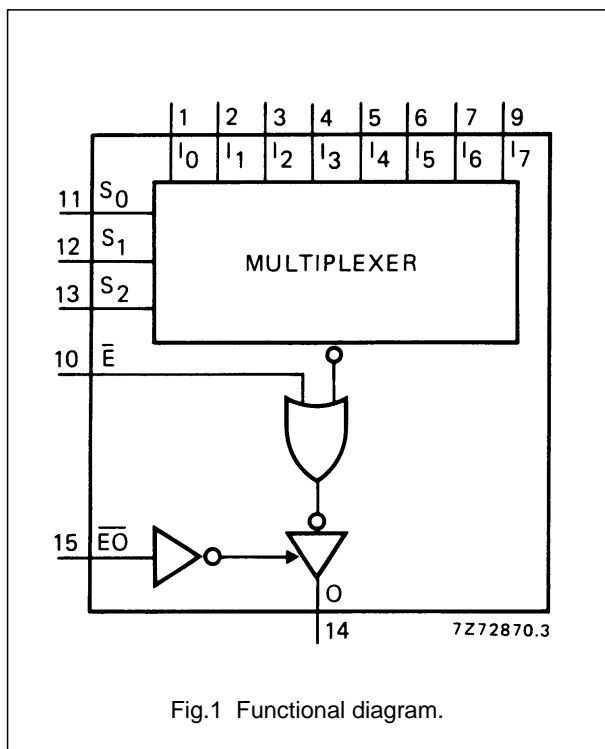 1 2 3 4 5 6 7 9
I0 I1 I2 I3 I4 I5 I6 I7
11 S0
12 S1
MULTIPLEXER
13 S2
10 E̅
15 E̅O̅
O
14
7Z72870.3
Fig.1 Functional diagram.